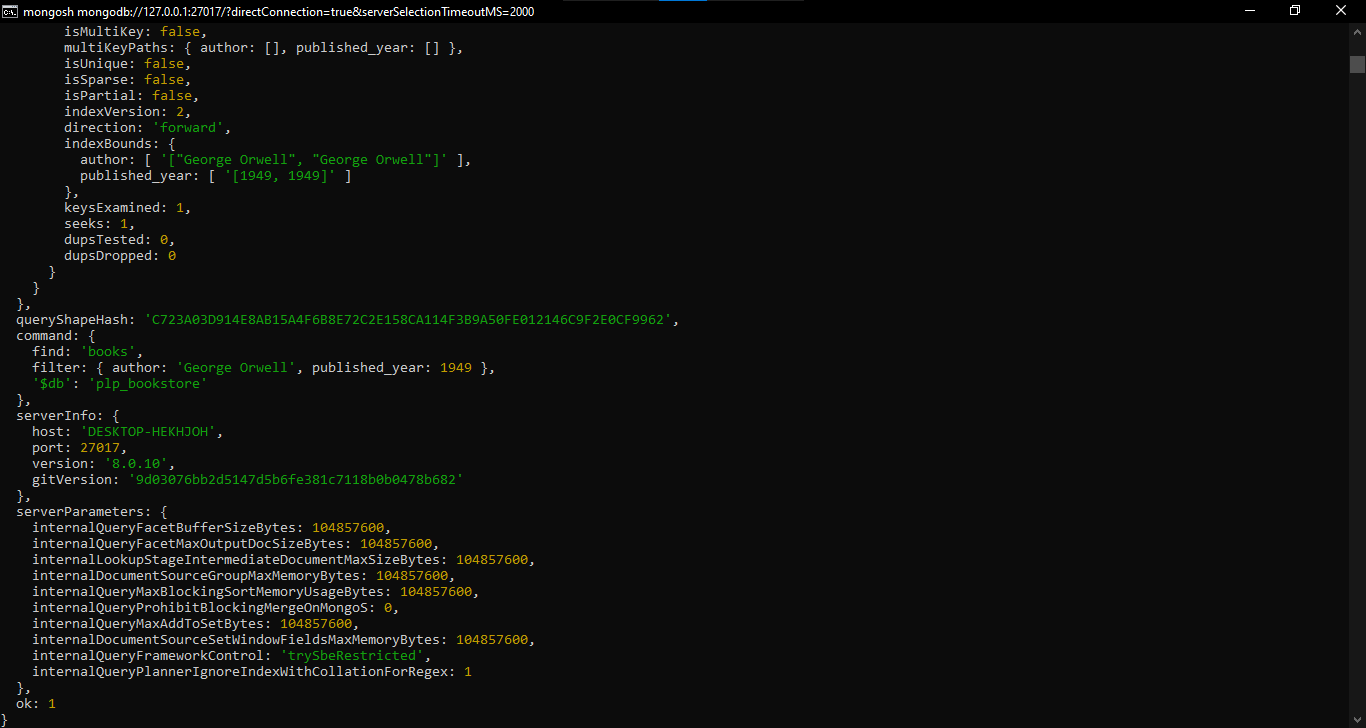 mongosh mongodb://127.0.0.1:27017/?directConnection=true&serverSelectionTimeoutMS=2000
isMultiKey: false,
multiKeyPaths: { author: [], published_year: [] },
isUnique: false,
isSparse: false,
isPartial: false,
indexVersion: 2,
direction: 'forward',
indexBounds: {
author: [ '["George Orwell", "George Orwell"]' ],
published_year: [ '[1949, 1949]' ]
},
keysExamined: 1,
seeks: 1,
dupsTested: 0,
dupsDropped: 0
}
}
},
queryShapeHash: 'C723A03D914E8AB15A4F6B8E72C2E158CA114F3B9A50FE012146C9F2E0CF9962',
command: {
find: 'books',
filter: { author: 'George Orwell', published_year: 1949 },
'$db': 'plp_bookstore'
},
serverInfo: {
host: 'DESKTOP-HEKHJOH',
port: 27017,
version: '8.0.10',
gitVersion: '9d03076bb2d5147d5b6fe381c7118b0b0478b682'
},
serverParameters: {
internalQueryFacetBufferSizeBytes: 104857600,
internalQueryFacetMaxOutputDocSizeBytes: 104857600,
internalLookupStageIntermediateDocumentMaxSizeBytes: 104857600,
internalDocumentSourceGroupMaxMemoryBytes: 104857600,
internalQueryMaxBlockingSortMemoryUsageBytes: 104857600,
internalQueryProhibitBlockingMergeOnMongoS: 0,
internalQueryMaxAddToSetBytes: 104857600,
internalDocumentSourceSetWindowFieldsMaxMemoryBytes: 104857600,
internalQueryFrameworkControl: 'trySbeRestricted',
internalQueryPlannerIgnoreIndexWithCollationForRegex: 1
},
ok: 1
}